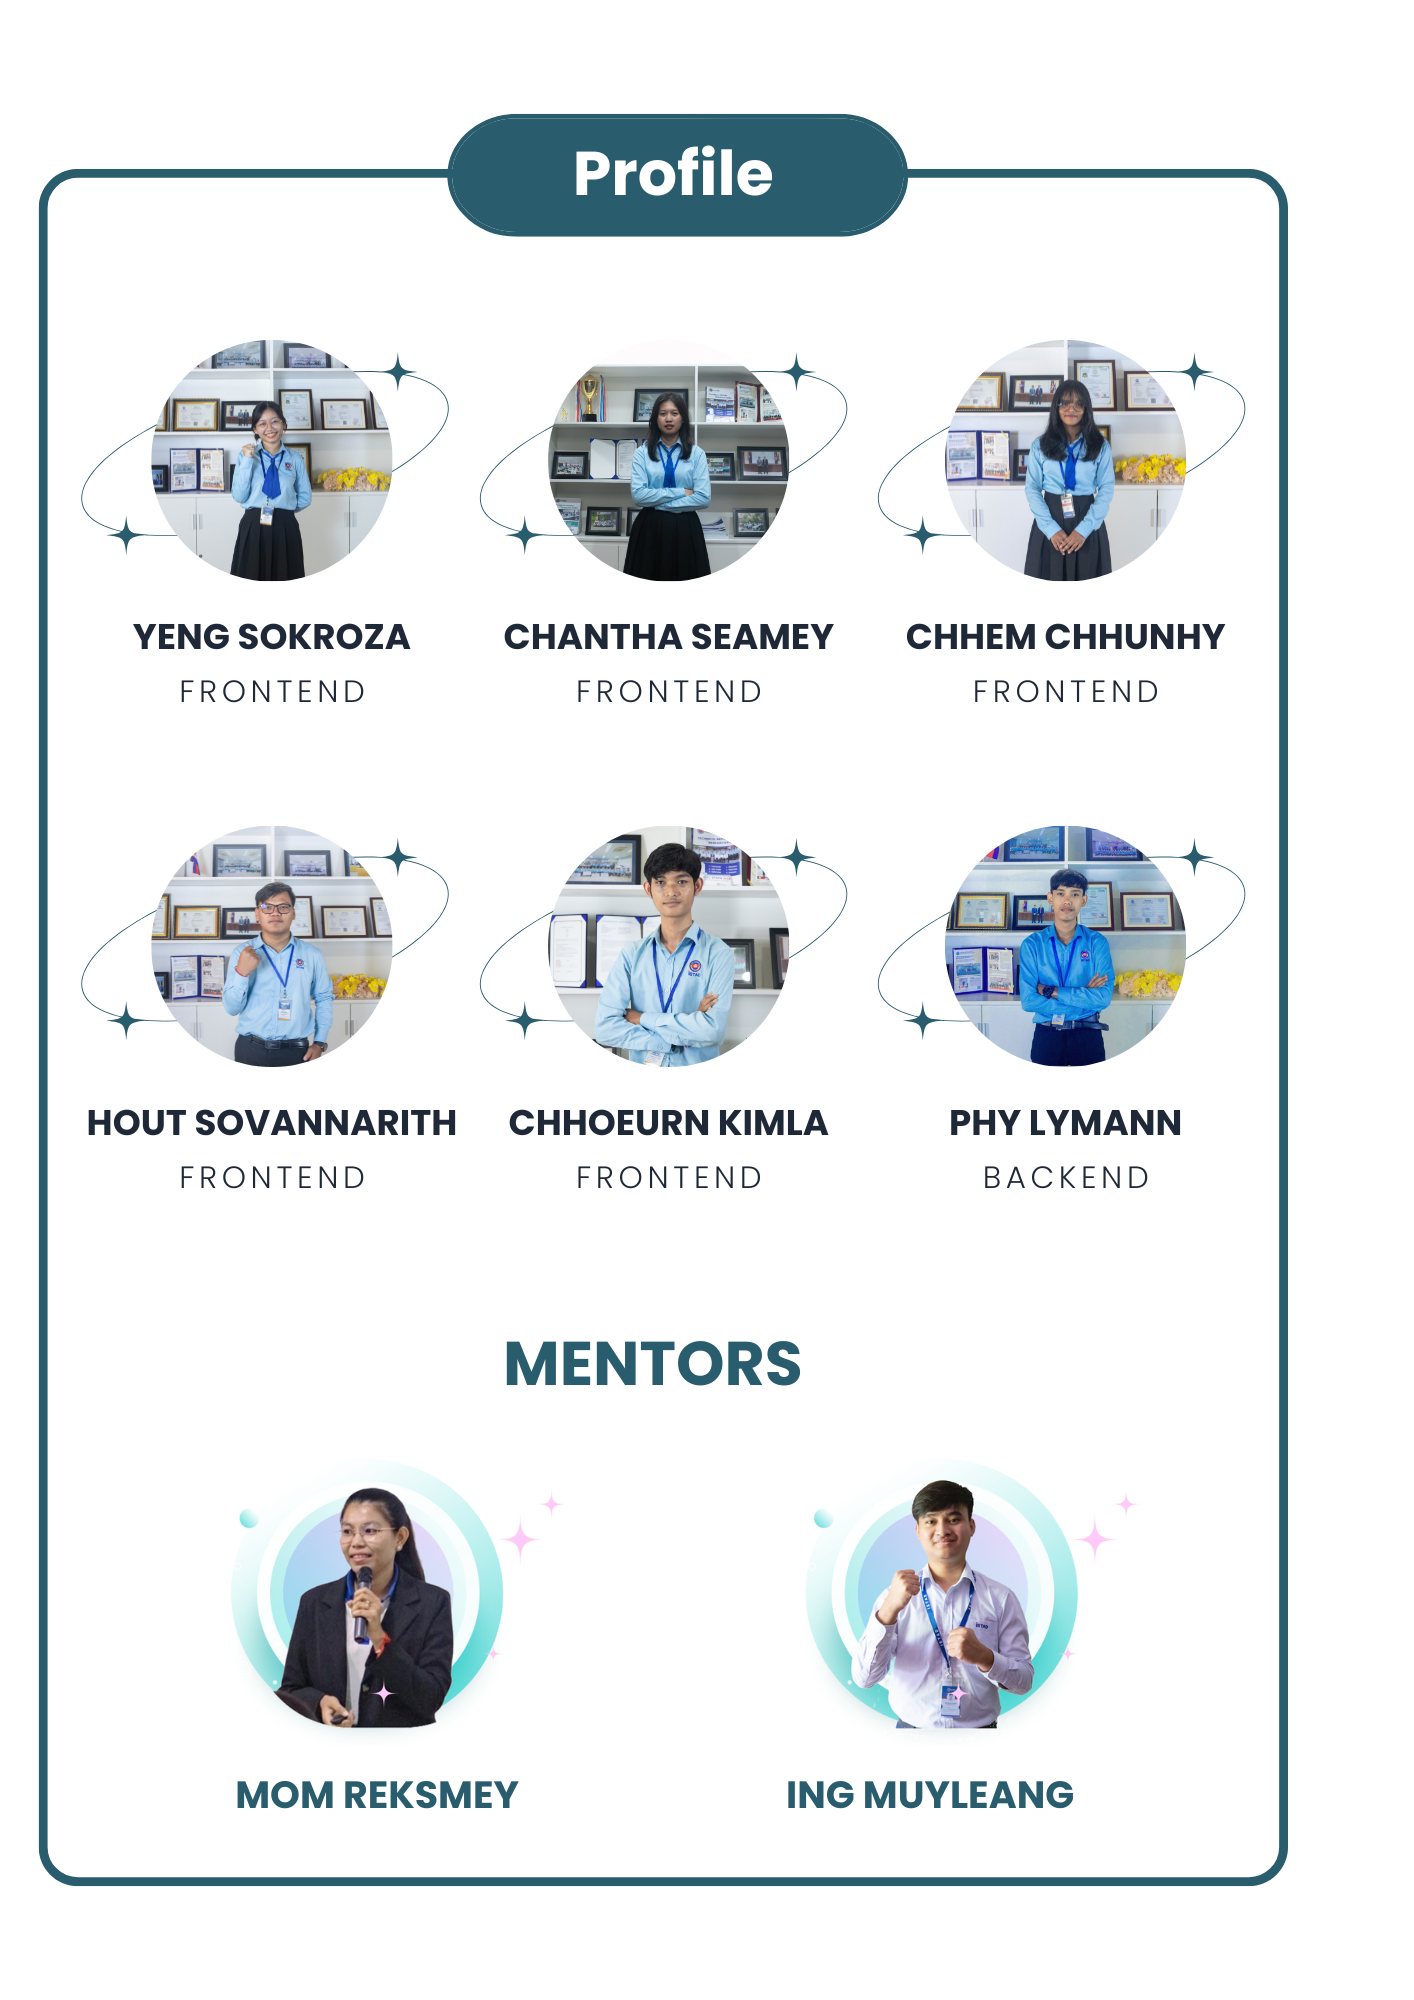 Profile
YENG SOKROZA
FRONTEND
CHANTHA SEAMEY
FRONTEND
CHHEM CHHUNHY
FRONTEND
HOUT SOVANNARITH
FRONTEND
CHHOEURN KIMLA
FRONTEND
PHY LYMANN
BACKEND
MENTORS
MOM REKSMEY
ING MUYLEANG